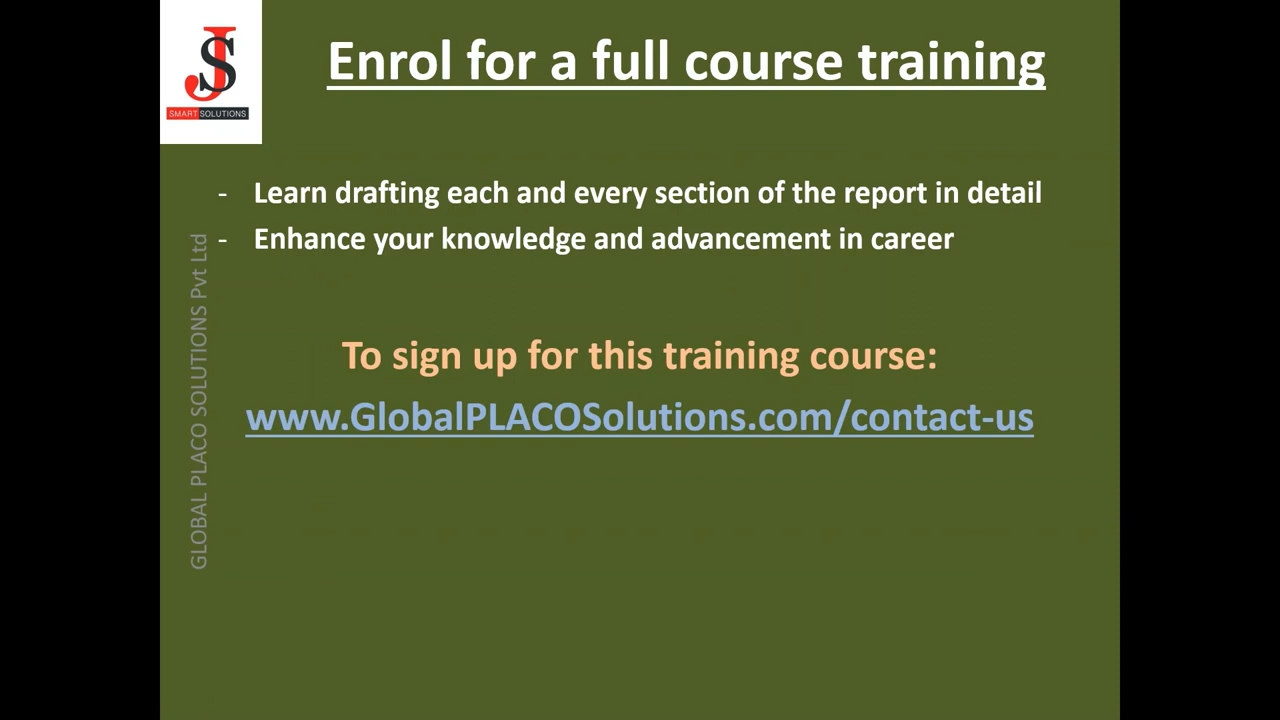 JS
SMART SOLUTIONS
Enrol for a full course training
- Learn drafting each and every section of the report in detail
- Enhance your knowledge and advancement in career
GLOBAL PLACO SOLUTIONS Pvt Ltd
To sign up for this training course:
www.GlobalPLACOSolutions.com/contact-us